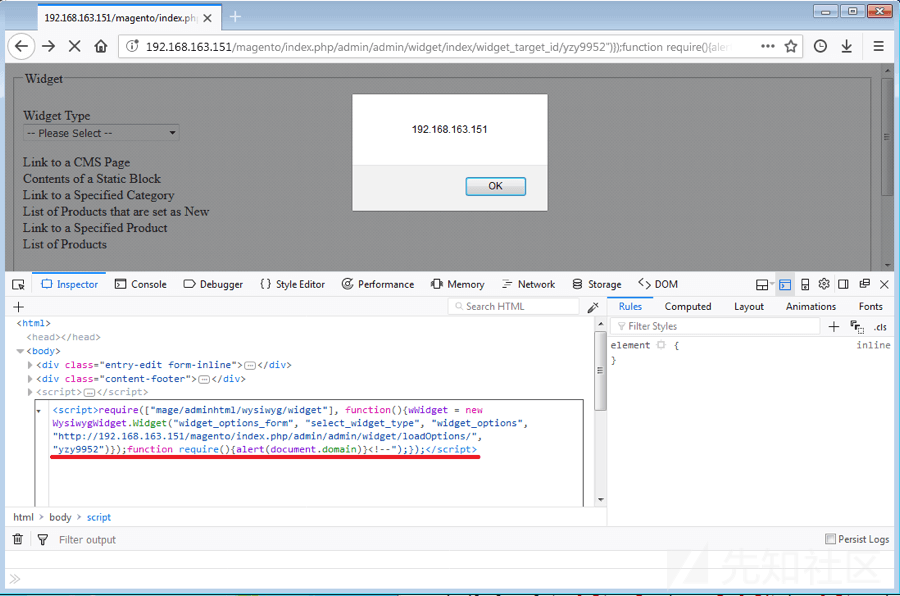 192.168.163.151/magento/index.ph
192.168.163.151/magento/index.php/admin/admin/widget/index/widget_target_id/yzy9952")});function require(){aler
Widget
Widget Type
-- Please Select --
Link to a CMS Page
Contents of a Static Block
Link to a Specified Category
List of Products that are set as New
Link to a Specified Product
List of Products
192.168.163.151
OK
Inspector Console Debugger {} Style Editor Performance Memory Network Storage DOM
+ Search HTML
Rules Computed Layout Animations Fonts
Filter Styles + .cls
element { inline
}
<html>
<head></head>
<body>
<div class="entry-edit form-inline">…</div>
<div class="content-footer">…</div>
<script>…</script>
<script>require(["mage/adminhtml/wysiwyg/widget"], function(){wWidget = new
WysiwygWidget.Widget("widget_options_form", "select_widget_type", "widget_options",
"http://192.168.163.151/magento/index.php/admin/admin/widget/loadOptions/",
"yzy9952")});function require(){alert(document.domain)}<!--");});</script>
html > body > script
Filter output Persist Logs
»
先知社区